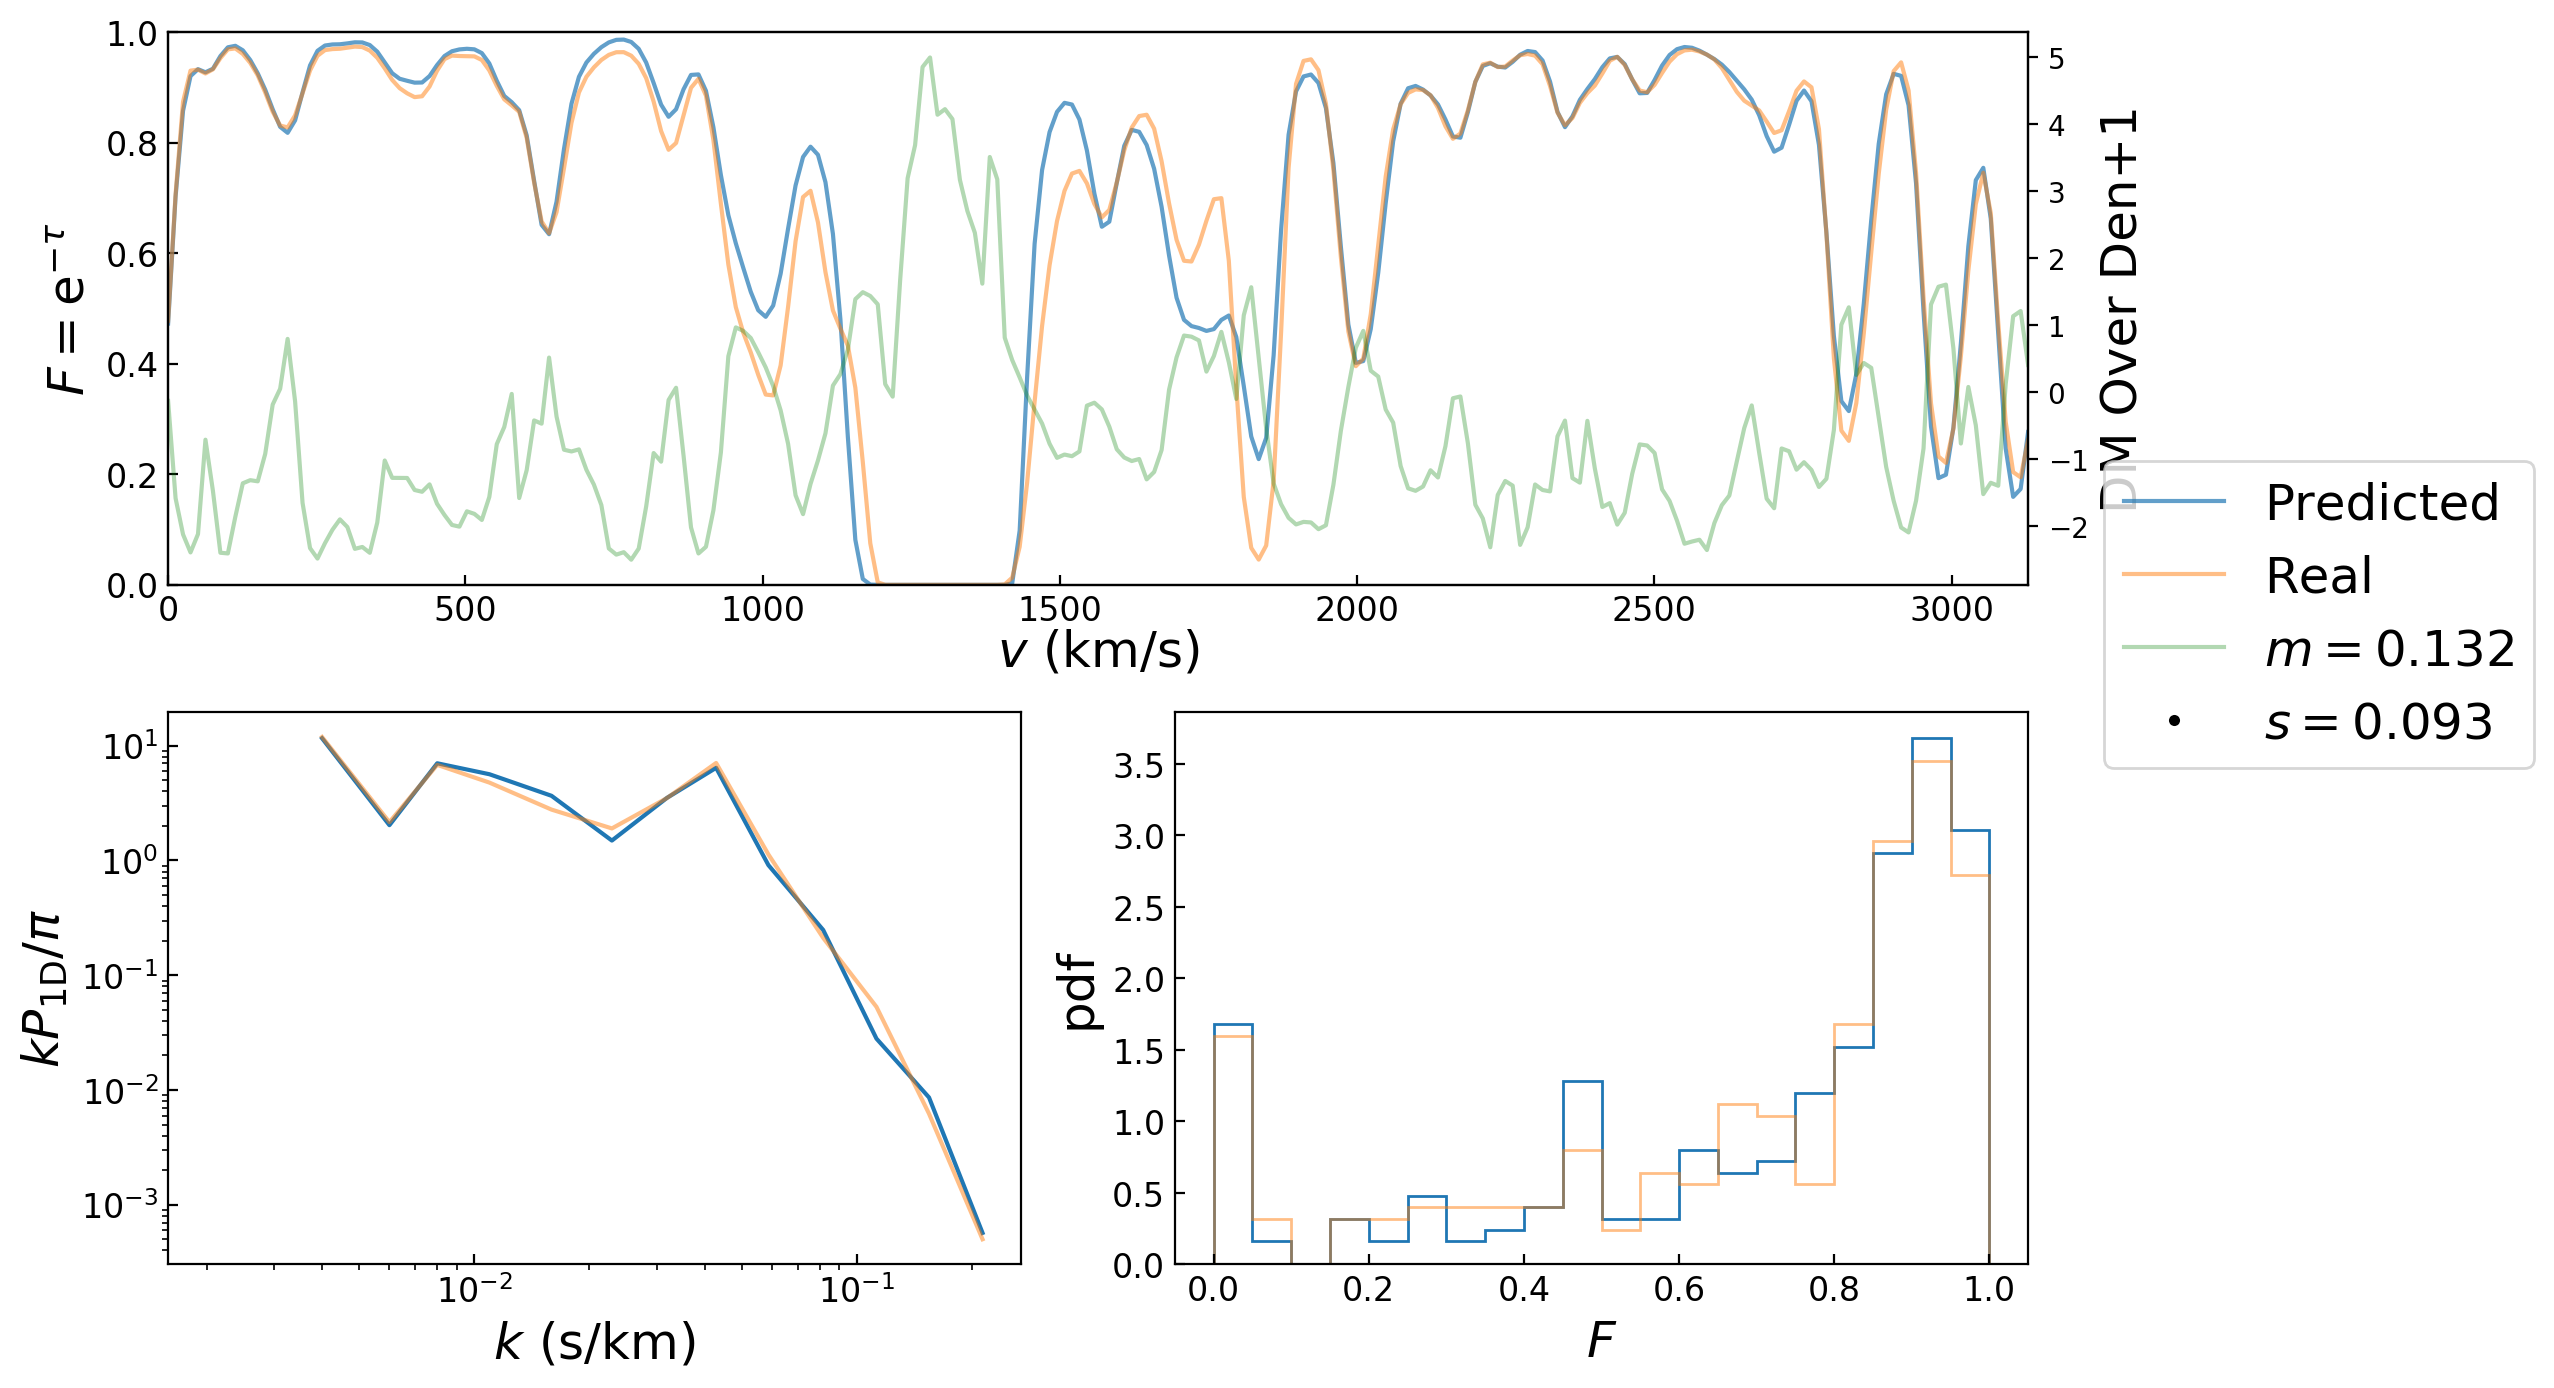 1.0
0.8
0.6
0.4
0.2
0.0
F = e^{−τ}
0 500 1000 1500 2000 2500 3000
v (km/s)
5
4
3
2
1
0
−1
−2
DM Over Den+1
Predicted
Real
m = 0.132
s = 0.093
10^1
10^0
10^{−1}
10^{−2}
10^{−3}
kP_{1D}/π
10^{−2} 10^{−1}
k (s/km)
3.5
3.0
2.5
2.0
1.5
1.0
0.5
0.0
pdf
0.0 0.2 0.4 0.6 0.8 1.0
F